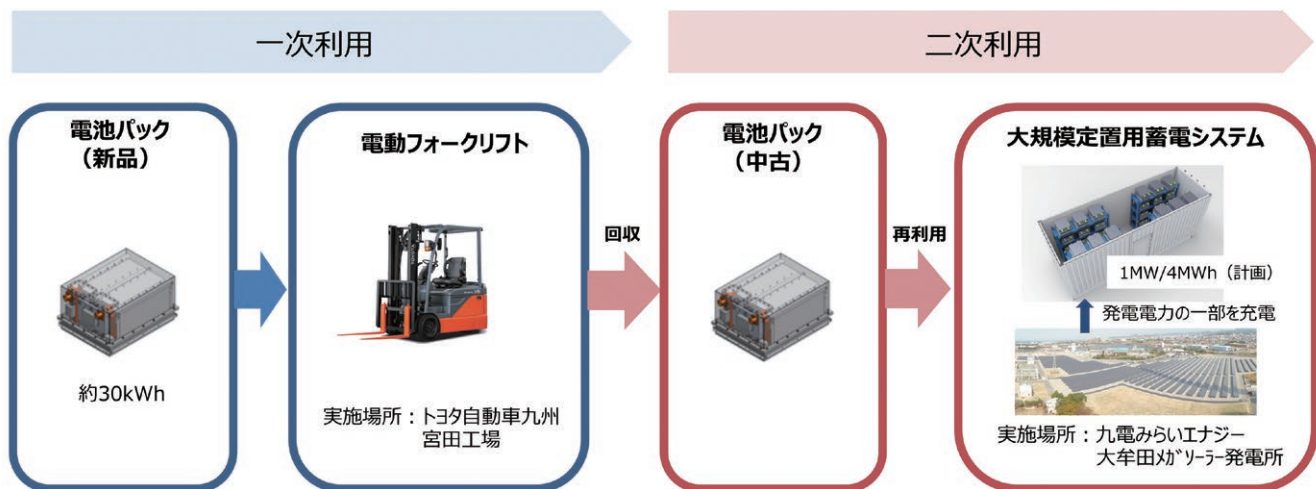 一次利用
二次利用
電池パック
(新品)
約30kWh
電動フォークリフト
実施場所：トヨタ自動車九州
宮田工場
回収
電池パック
(中古)
再利用
大規模定置用蓄電システム
1MW/4MWh（計画）
発電電力の一部を充電
実施場所：九電みらいエナジー
大牟田ﾒｶﾞｿｰﾗｰ発電所